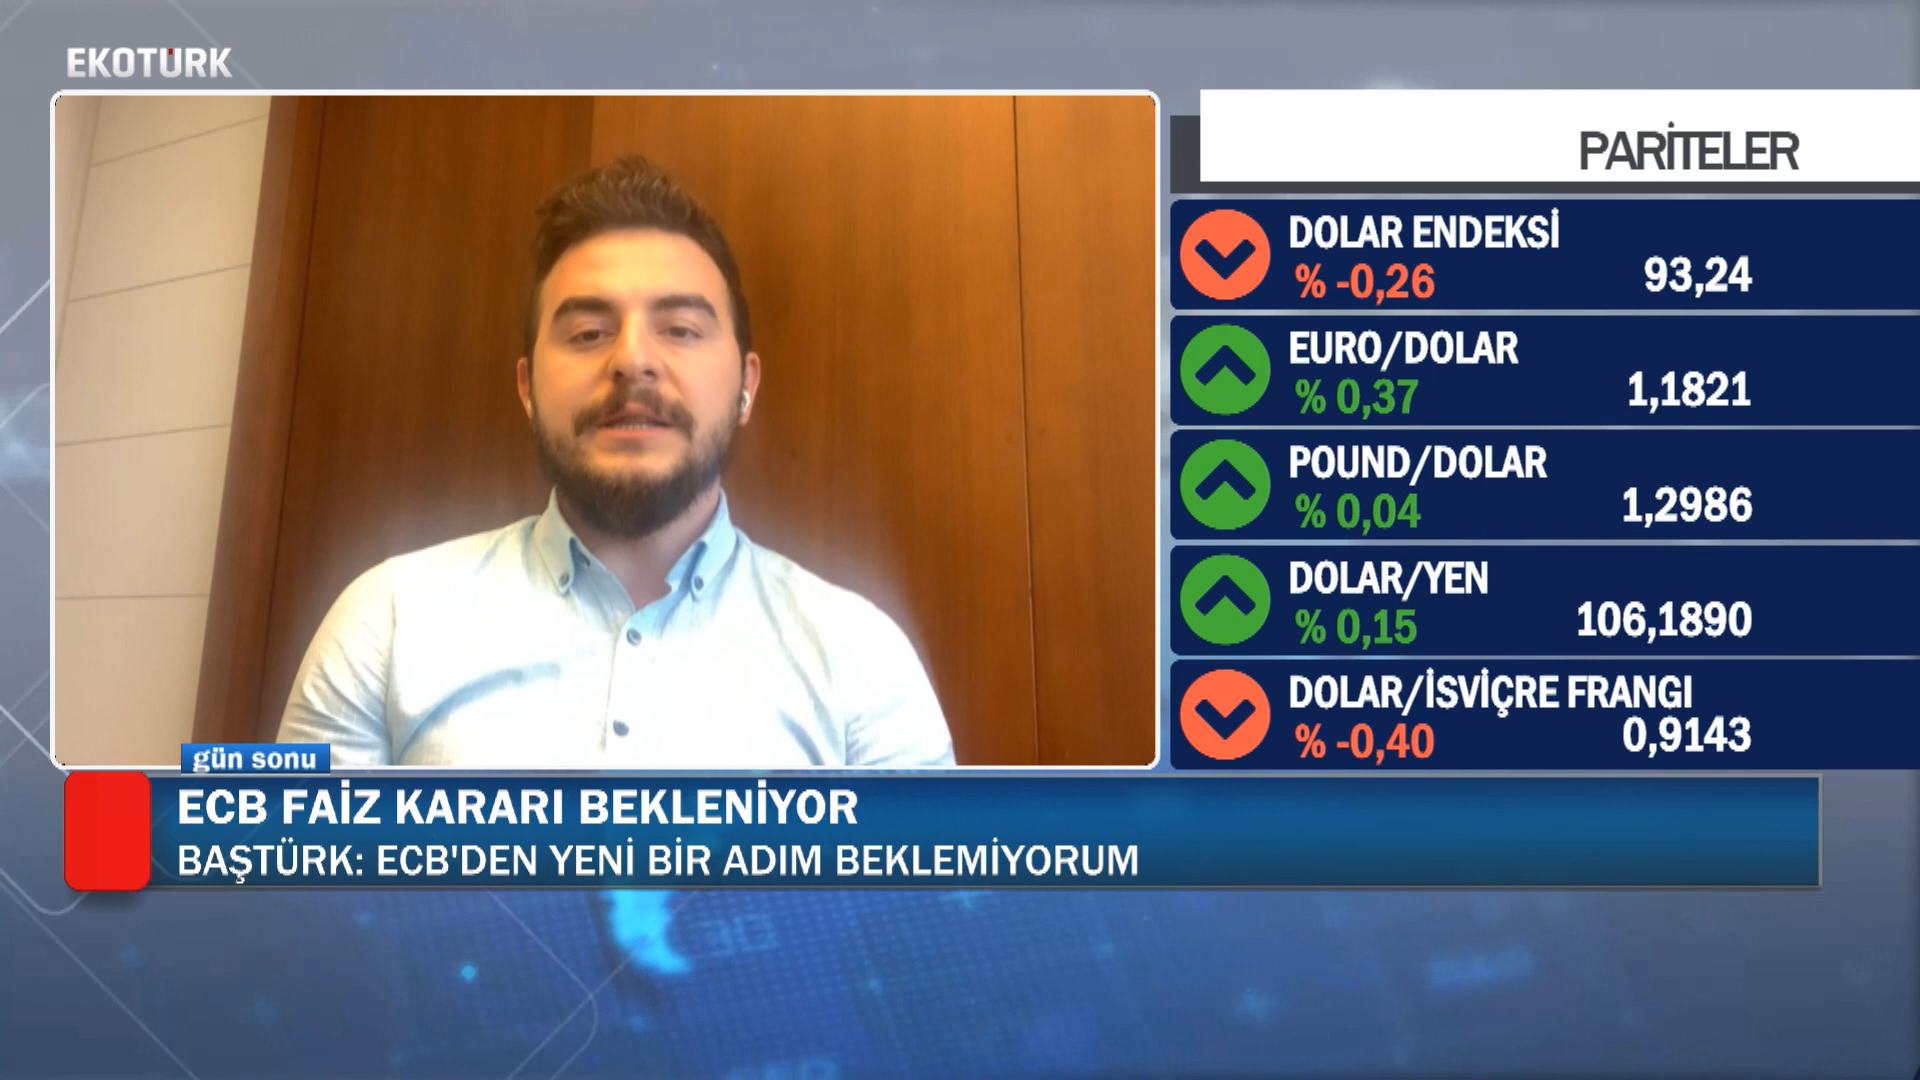 EKOTÜRK
PARİTELER
DOLAR ENDEKSİ
% -0,26
93,24
EURO/DOLAR
% 0,37
1,1821
POUND/DOLAR
% 0,04
1,2986
DOLAR/YEN
% 0,15
106,1890
DOLAR/İSVİÇRE FRANGI
% -0,40
0,9143
gün sonu
ECB FAİZ KARARI BEKLENİYOR
BAŞTÜRK: ECB'DEN YENİ BİR ADIM BEKLEMİYORUM